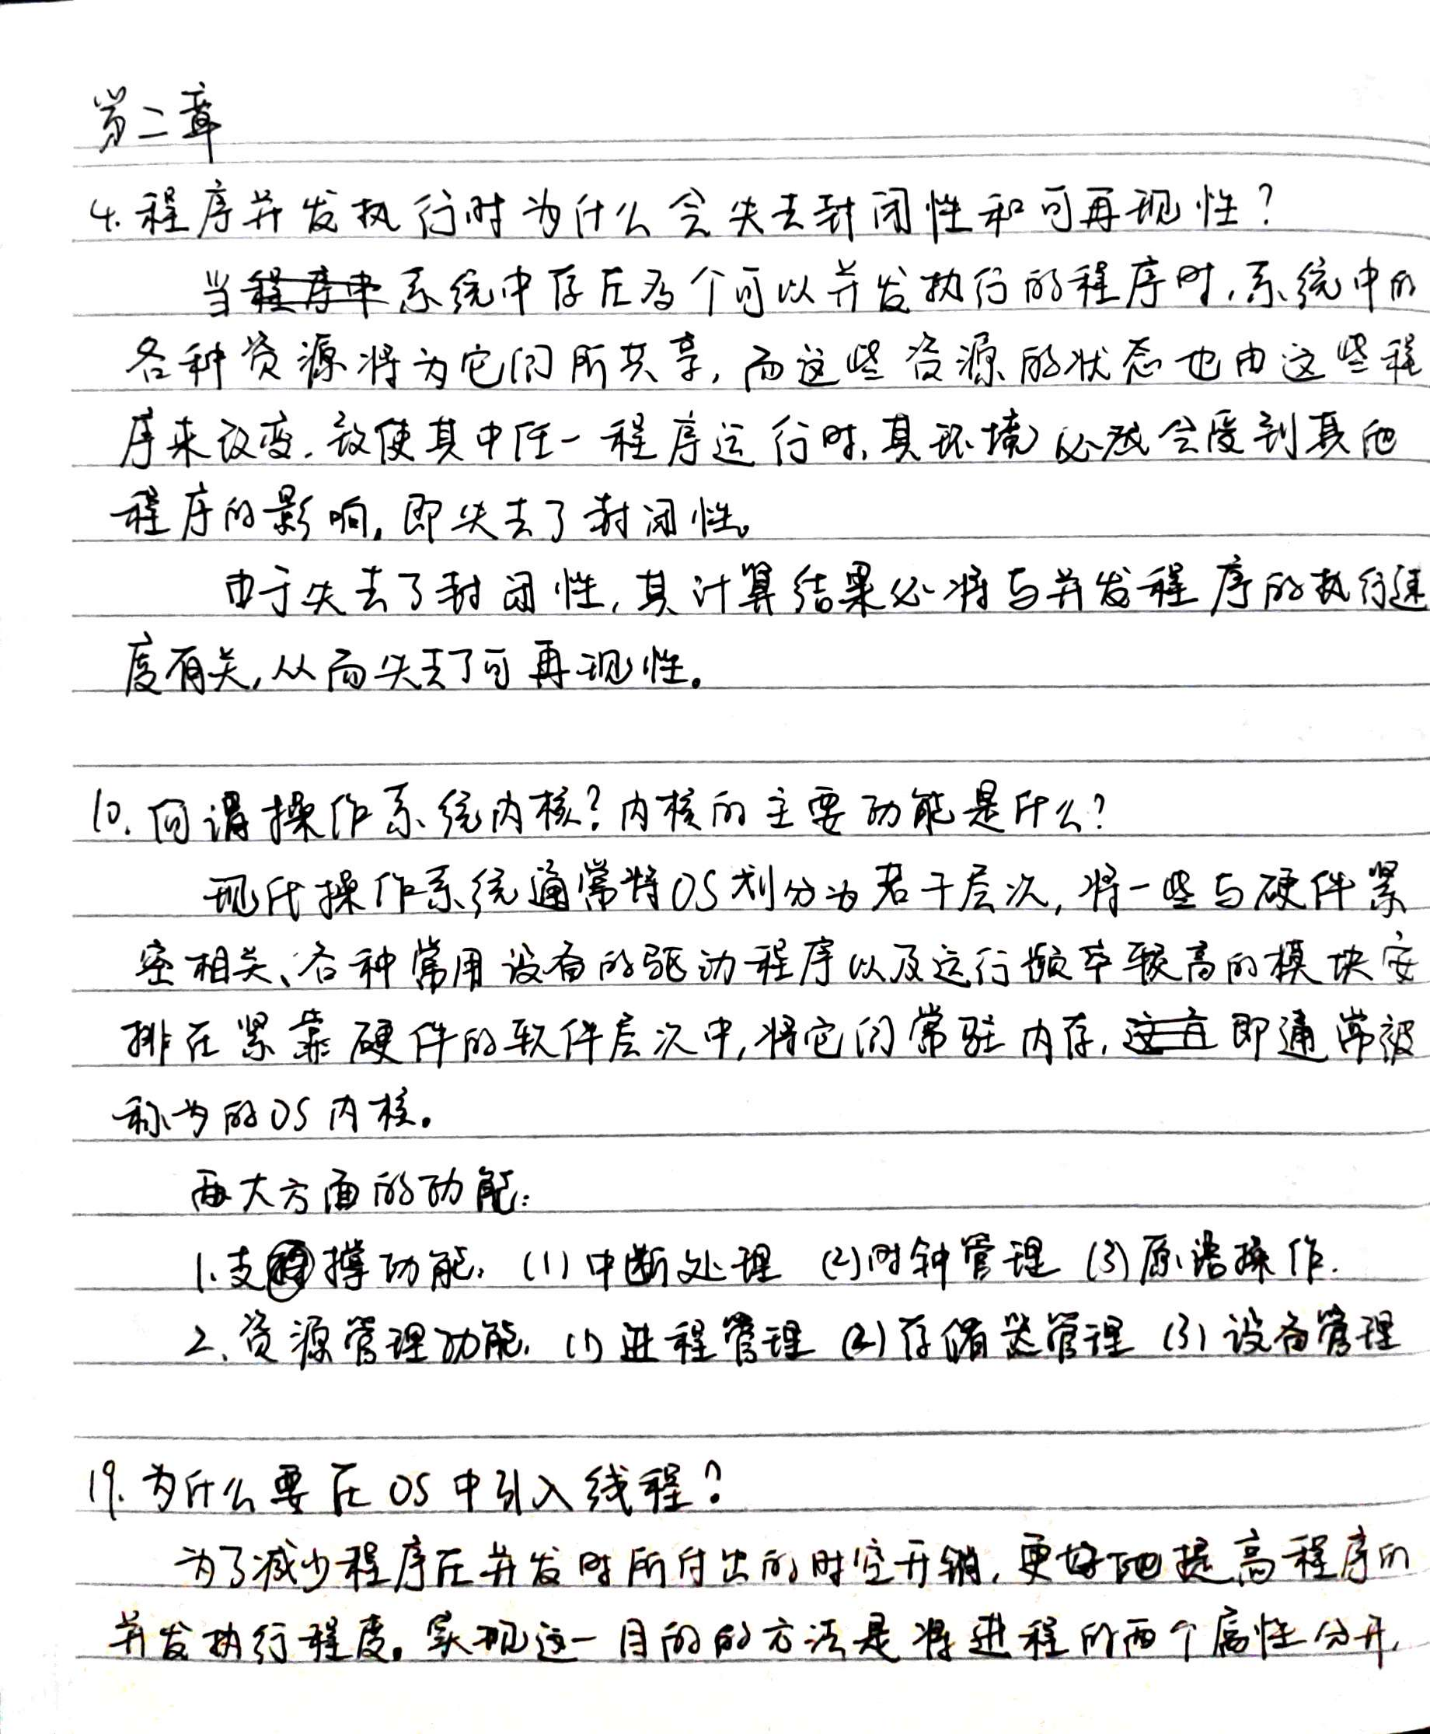 第二章
4. 程序并发执行时为什么会失去封闭性和可再现性?
当程序中系统中存在多个可以并发执行的程序时,系统中的
各种资源将为它们所共享,而这些资源的状态也由这些程
序来改变.致使其中任一程序运行时,其环境必然会受到其他
程序的影响,即失去了封闭性。
由于失去了封闭性,其计算结果必将与并发程序的执行速
度有关,从而失去了可再现性。
10. 何谓操作系统内核?内核的主要功能是什么?
现代操作系统通常将OS划分为若干层次,将一些与硬件紧
密相关、各种常用设备的驱动程序以及运行频率较高的模块安
排在紧靠硬件的软件层次中,将它们常驻内存,即通常被
称为的OS内核。
两大方面的功能:
1.支撑功能. (1)中断处理 (2)时钟管理 (3)原语操作.
2.资源管理功能. (1)进程管理 (2)存储器管理 (3)设备管理
19. 为什么要在OS中引入线程?
为了减少程序在并发时所付出的时空开销,更好地提高程序的
并发执行程度。实现这一目的的方法是将进程的两个属性分开,